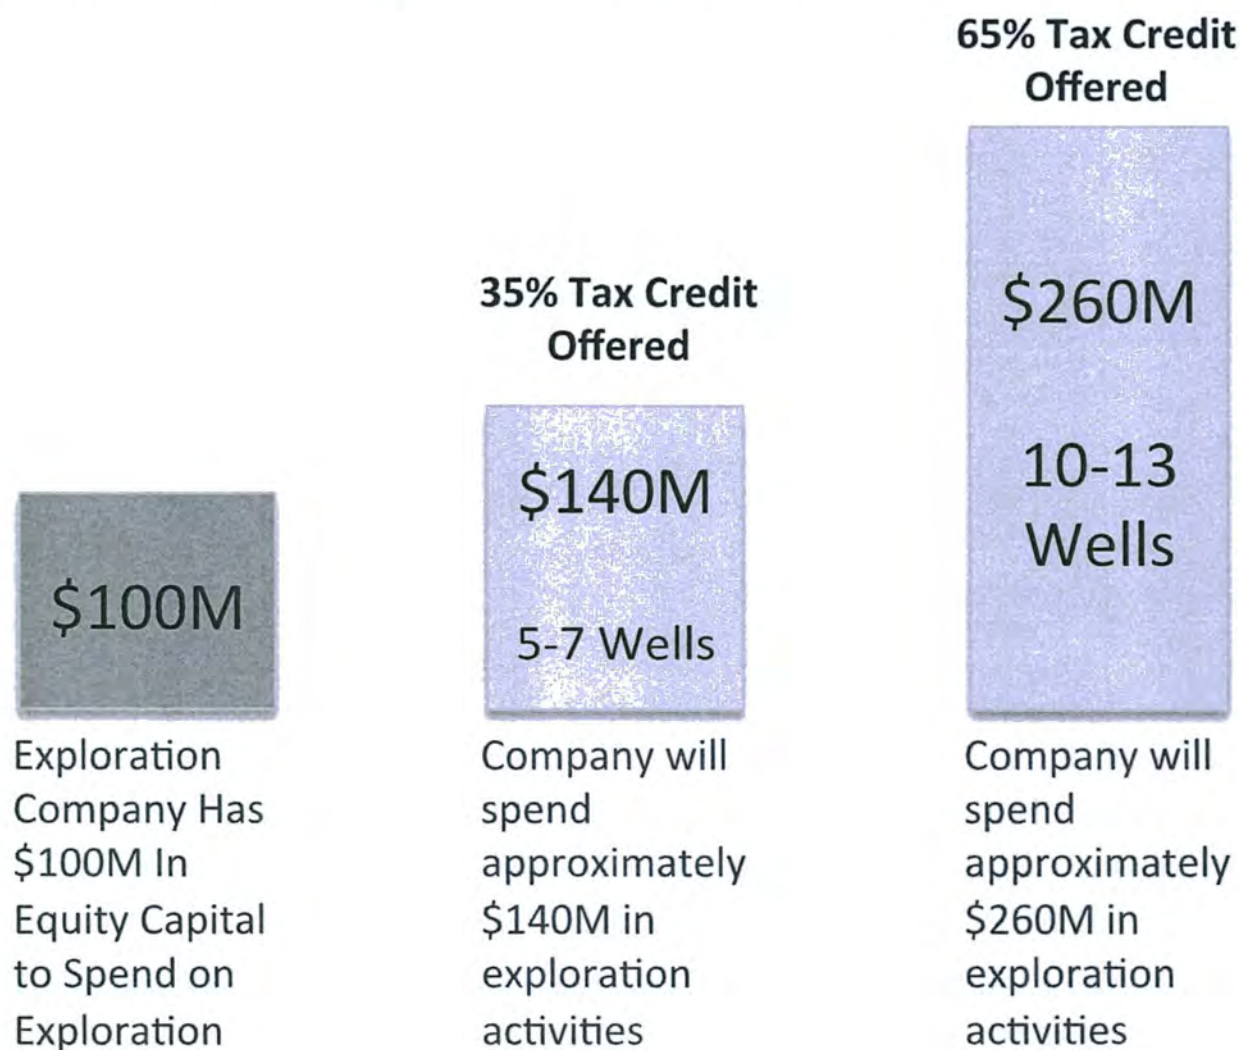 65% Tax Credit
Offered
$260M
10-13
Wells
35% Tax Credit
Offered
$140M
5-7 Wells
$100M
Exploration
Company Has
$100M In
Equity Capital
to Spend on
Exploration
Company will
spend
approximately
$140M in
exploration
activities
Company will
spend
approximately
$260M in
exploration
activities